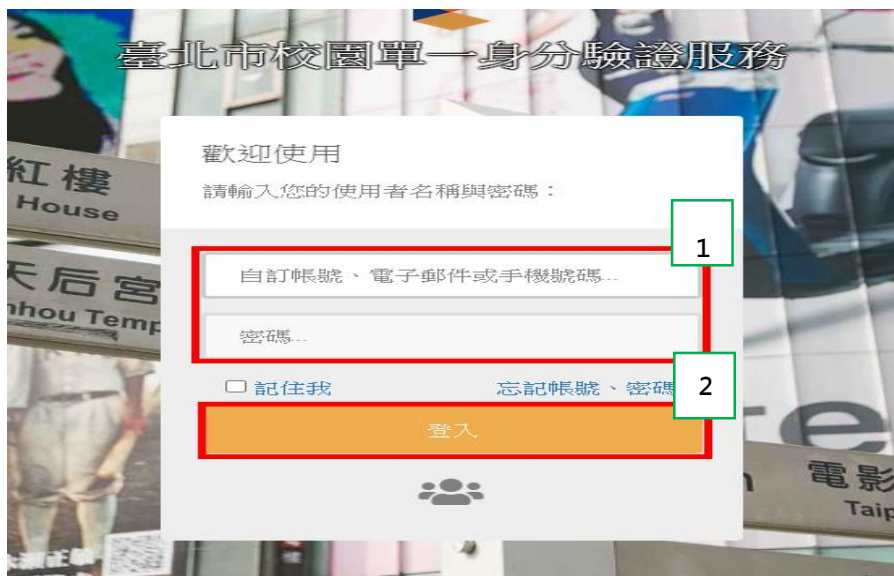 臺北市校園單一身分驗證服務
歡迎使用
請輸入您的使用者名稱與密碼：
1
自訂帳號、電子郵件或手機號碼...
密碼...
記住我
忘記帳號、密碼
2
登入
紅樓
House
天后宮
nhou Temp
電影
Taip